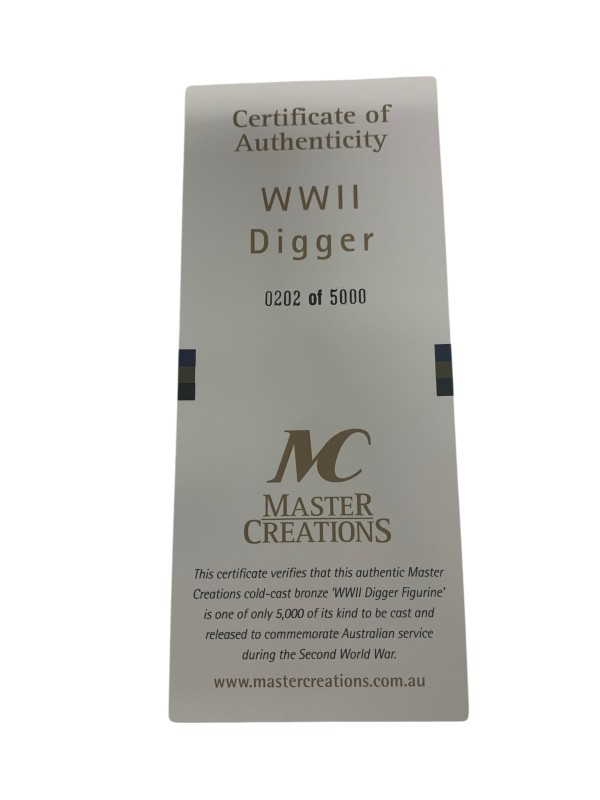 Certificate of
Authenticity
WWII
Digger
0202 of 5000
MC
MASTER
CREATIONS
This certificate verifies that this authentic Master
Creations cold-cast bronze ‘WWII Digger Figurine’
is one of only 5,000 of its kind to be cast and
released to commemorate Australian service
during the Second World War.
www.mastercreations.com.au